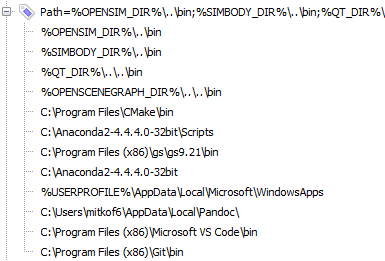 Path=%OPENSIM_DIR%\..\bin;%SIMBODY_DIR%\..\bin;%QT_DIR%\
%OPENSIM_DIR%\..\bin
%SIMBODY_DIR%\..\bin
%QT_DIR%\..\..\bin
%OPENSCENEGRAPH_DIR%\..\..\bin
C:\Program Files\CMake\bin
C:\Anaconda2-4.4.4.0-32bit\Scripts
C:\Program Files (x86)\gs\gs9.21\bin
C:\Anaconda2-4.4.4.0-32bit
%USERPROFILE%\AppData\Local\Microsoft\WindowsApps
C:\Users\mitkof6\AppData\Local\Pandoc\
C:\Program Files (x86)\Microsoft VS Code\bin
C:\Program Files (x86)\Git\bin